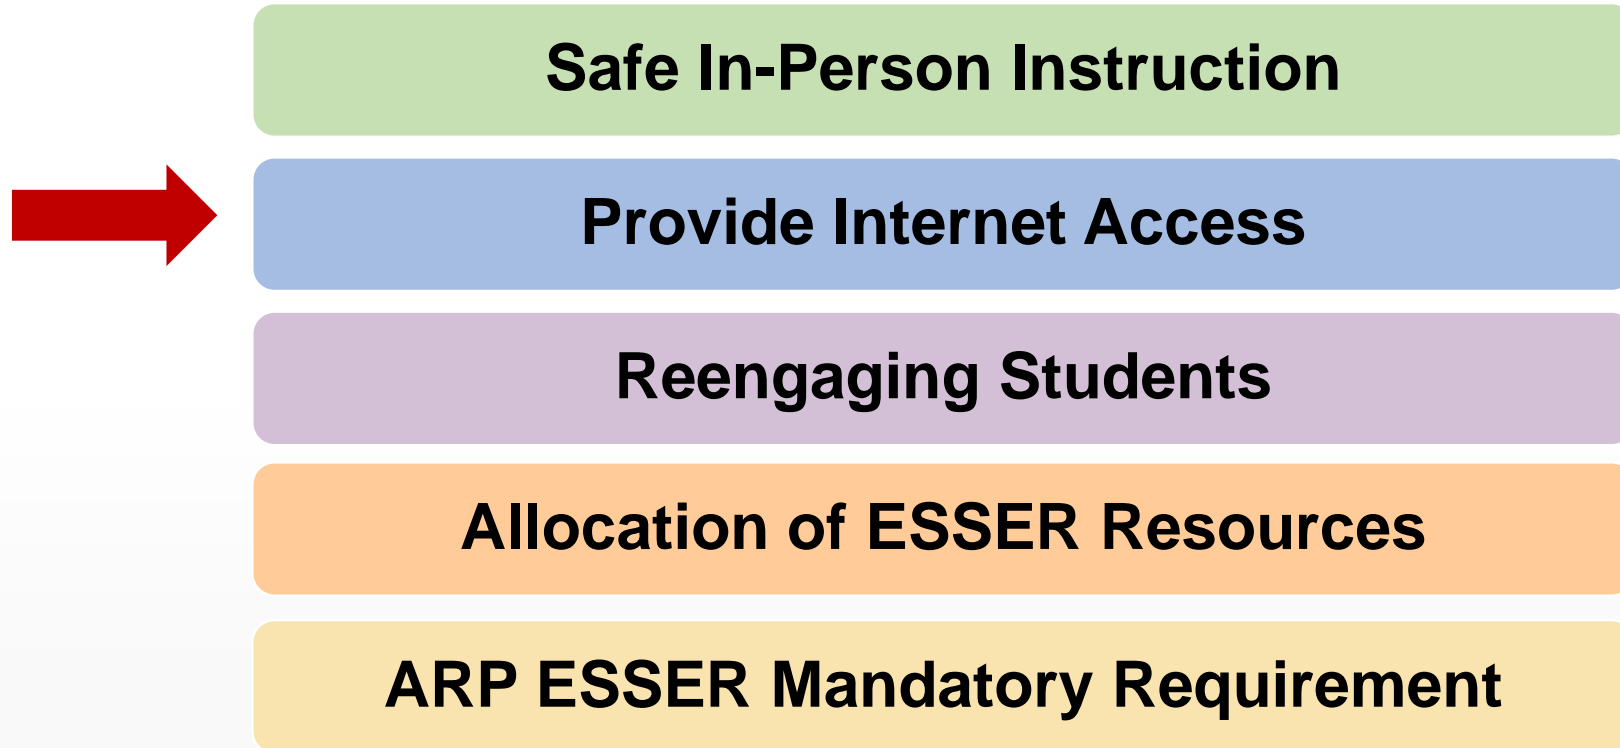 Safe In-Person Instruction
Provide Internet Access
Reengaging Students
Allocation of ESSER Resources
ARP ESSER Mandatory Requirement